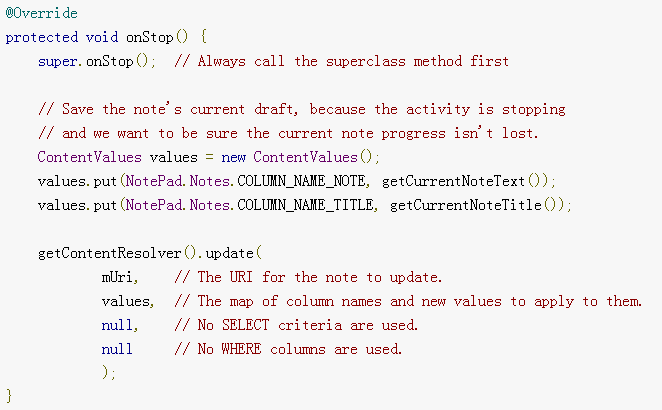 @Override
protected void onStop() {
    super.onStop();  // Always call the superclass method first

    // Save the note's current draft, because the activity is stopping
    // and we want to be sure the current note progress isn't lost.
    ContentValues values = new ContentValues();
    values.put(NotePad.Notes.COLUMN_NAME_NOTE, getCurrentNoteText());
    values.put(NotePad.Notes.COLUMN_NAME_TITLE, getCurrentNoteTitle());

    getContentResolver().update(
            mUri,    // The URI for the note to update.
            values,  // The map of column names and new values to apply to them.
            null,    // No SELECT criteria are used.
            null     // No WHERE columns are used.
            );
}